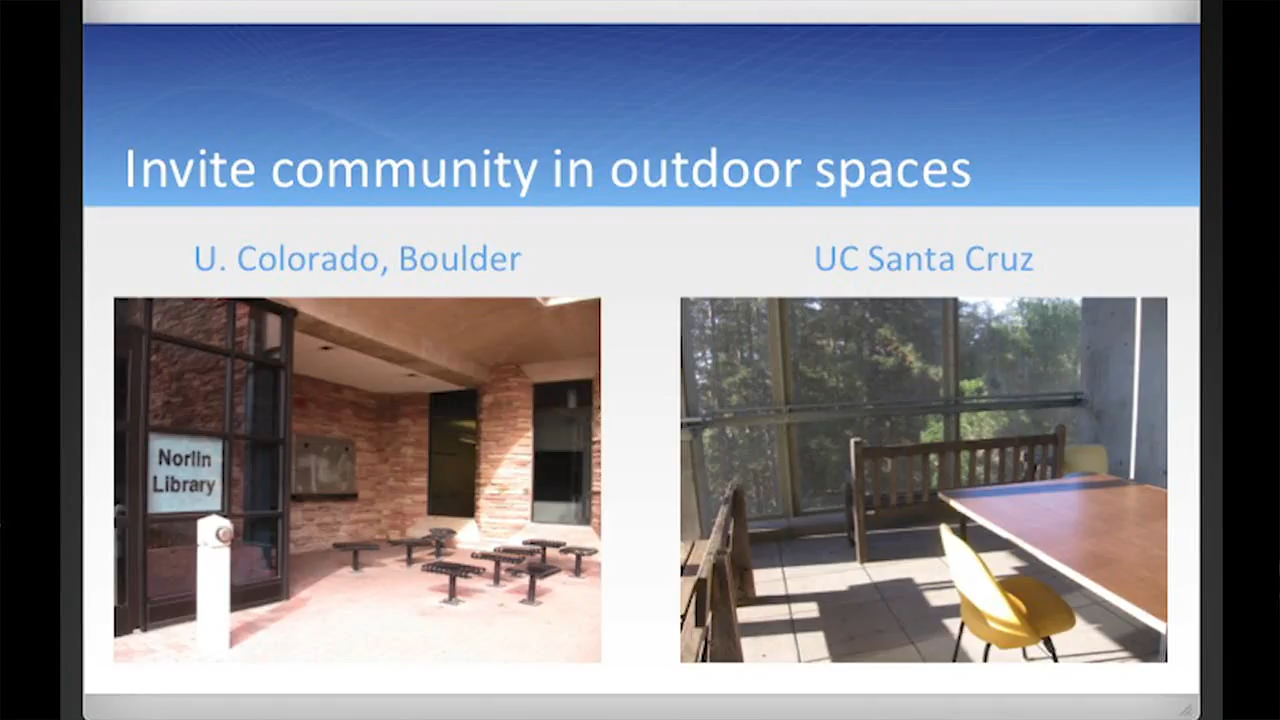 Invite community in outdoor spaces
U. Colorado, Boulder
UC Santa Cruz
Norlin
Library